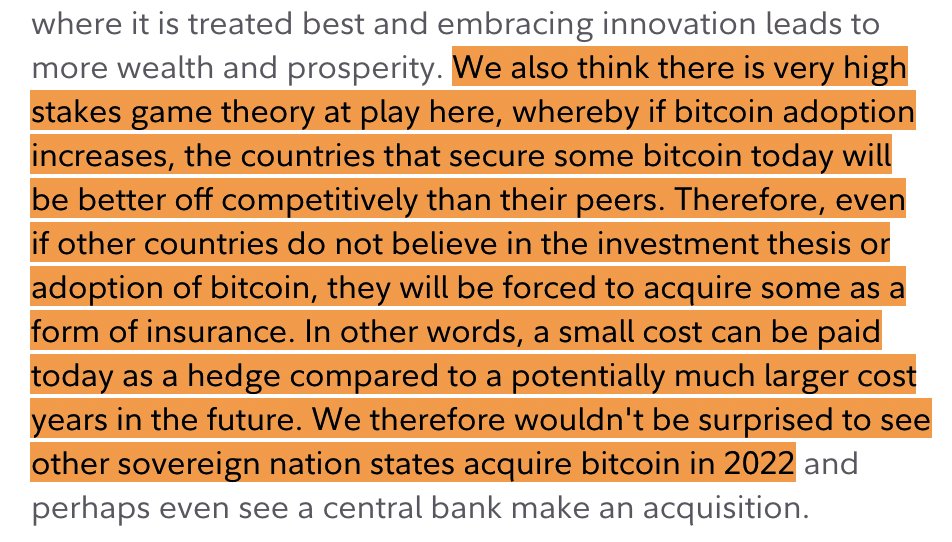 where it is treated best and embracing innovation leads to
more wealth and prosperity. We also think there is very high
stakes game theory at play here, whereby if bitcoin adoption
increases, the countries that secure some bitcoin today will
be better off competitively than their peers. Therefore, even
if other countries do not believe in the investment thesis or
adoption of bitcoin, they will be forced to acquire some as a
form of insurance. In other words, a small cost can be paid
today as a hedge compared to a potentially much larger cost
years in the future. We therefore wouldn't be surprised to see
other sovereign nation states acquire bitcoin in 2022 and
perhaps even see a central bank make an acquisition.